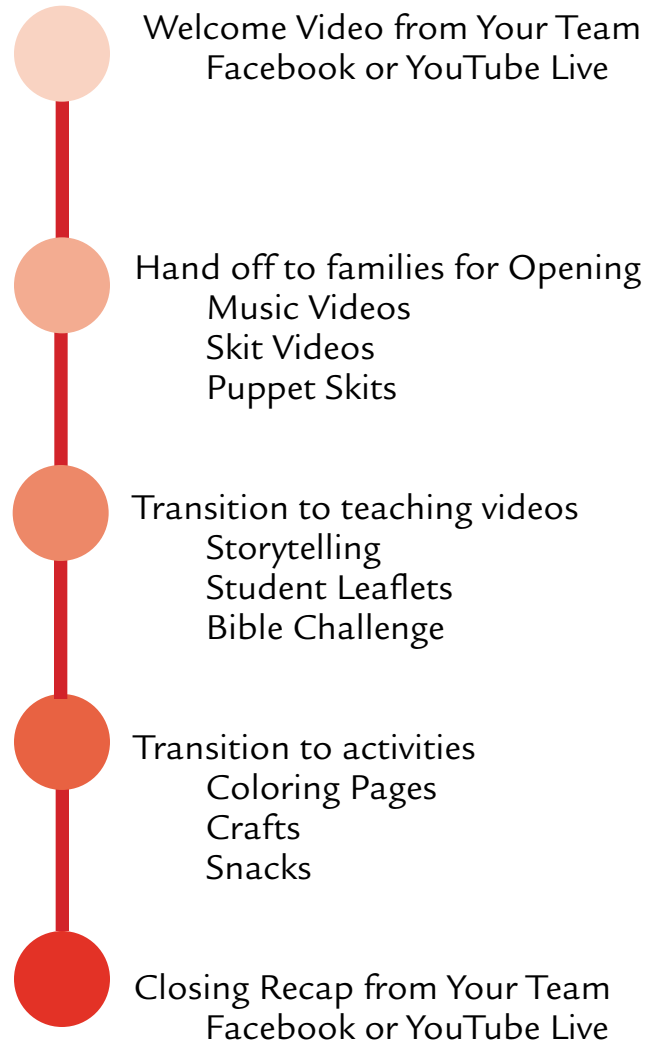 Welcome Video from Your Team
Facebook or YouTube Live
Hand off to families for Opening
Music Videos
Skit Videos
Puppet Skits
Transition to teaching videos
Storytelling
Student Leaflets
Bible Challenge
Transition to activities
Coloring Pages
Crafts
Snacks
Closing Recap from Your Team
Facebook or YouTube Live